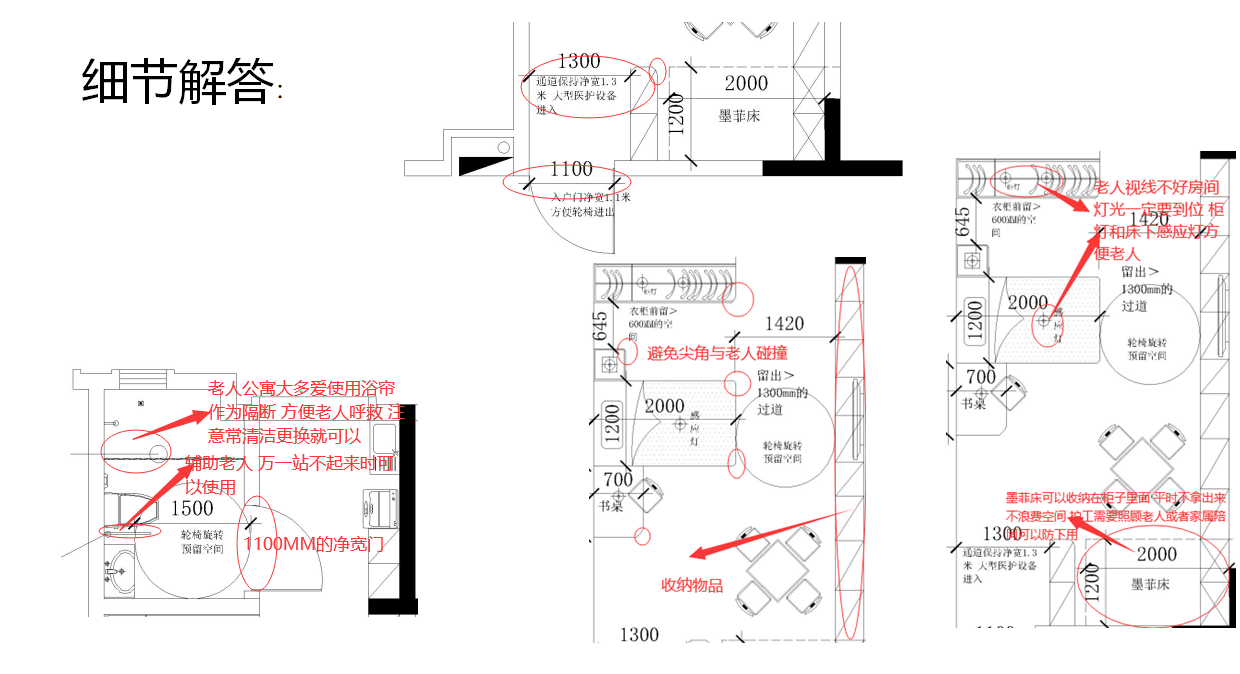 细节解答:
1300
通道保持净宽1.3
米 大型医护设备
进入
2000
1200
墨菲床
1100
入户门净宽1.1米
方便轮椅进出
老人公寓大多爱使用浴帘
作为隔断 方便老人呼救 注
意常清洁更换就可以
辅助老人 万一站不起来时可
以使用
1500
轮椅旋转
预留空间
1100MM的净宽门
柜灯
衣柜前留>
600MM的空
间
645
1420
避免尖角与老人碰撞
留出>
1300mm的
过道
2000
1200
感
应
灯
轮椅旋转
预留空间
700
书桌
收纳物品
1300
柜灯
老人视线不好房间
灯光一定要到位 柜
灯和床下感应灯方
便老人
衣柜前留>
600MM的空
间
645
1420
留出>
1300mm的
过道
2000
1200
感
应
灯
轮椅旋转
预留空间
700
书桌
墨菲床可以收纳在柜子里面 平时不拿出来
不浪费空间 护工需要照顾老人或者家属陪
间可以防下用
1300
通道保持净宽1.3
米 大型医护设备
进入
2000
1200
墨菲床